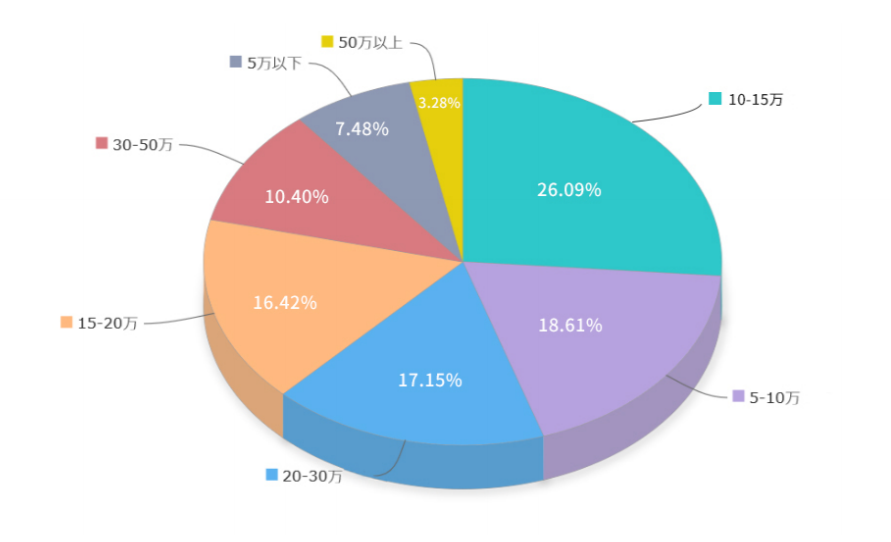 50万以上
5万以下
3.28%
10-15万
7.48%
30-50万
26.09%
10.40%
16.42%
15-20万
18.61%
17.15%
5-10万
20-30万